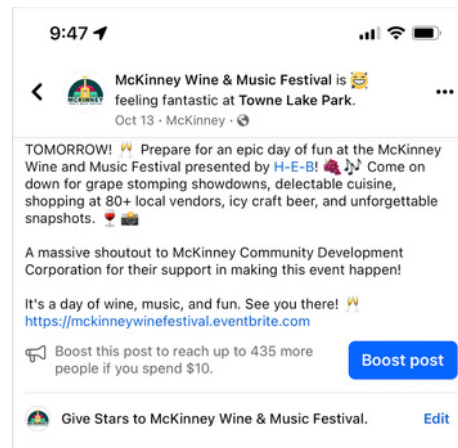 9:47
McKinney Wine & Music Festival is 😄
feeling fantastic at Towne Lake Park.
Oct 13 · McKinney ·
TOMORROW! 🥂 Prepare for an epic day of fun at the McKinney
Wine and Music Festival presented by H-E-B! 🍇🎶 Come on
down for grape stomping showdowns, delectable cuisine,
shopping at 80+ local vendors, icy craft beer, and unforgettable
snapshots. 🍷📸
A massive shoutout to McKinney Community Development
Corporation for their support in making this event happen!
It's a day of wine, music, and fun. See you there! 🥂
https://mckinneywinefestival.eventbrite.com
Boost this post to reach up to 435 more
people if you spend $10.
Boost post
Give Stars to McKinney Wine & Music Festival.
Edit